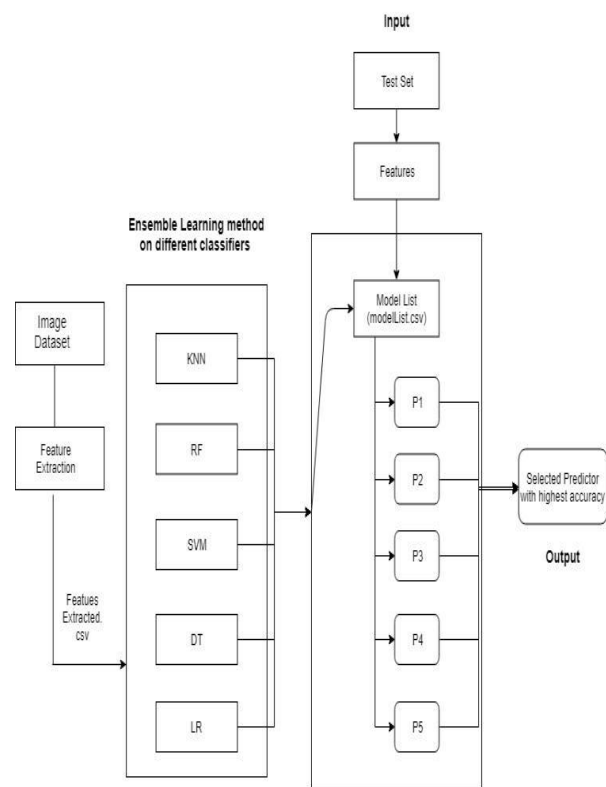 Input
Test Set
Features
Ensemble Learning method
on different classifiers
Image
Dataset
Feature
Extraction
Featues
Extracted.
csv
KNN
RF
SVM
DT
LR
Model List
(modelList.csv)
P1
P2
P3
P4
P5
Selected Predictor
with highest accuracy
Output